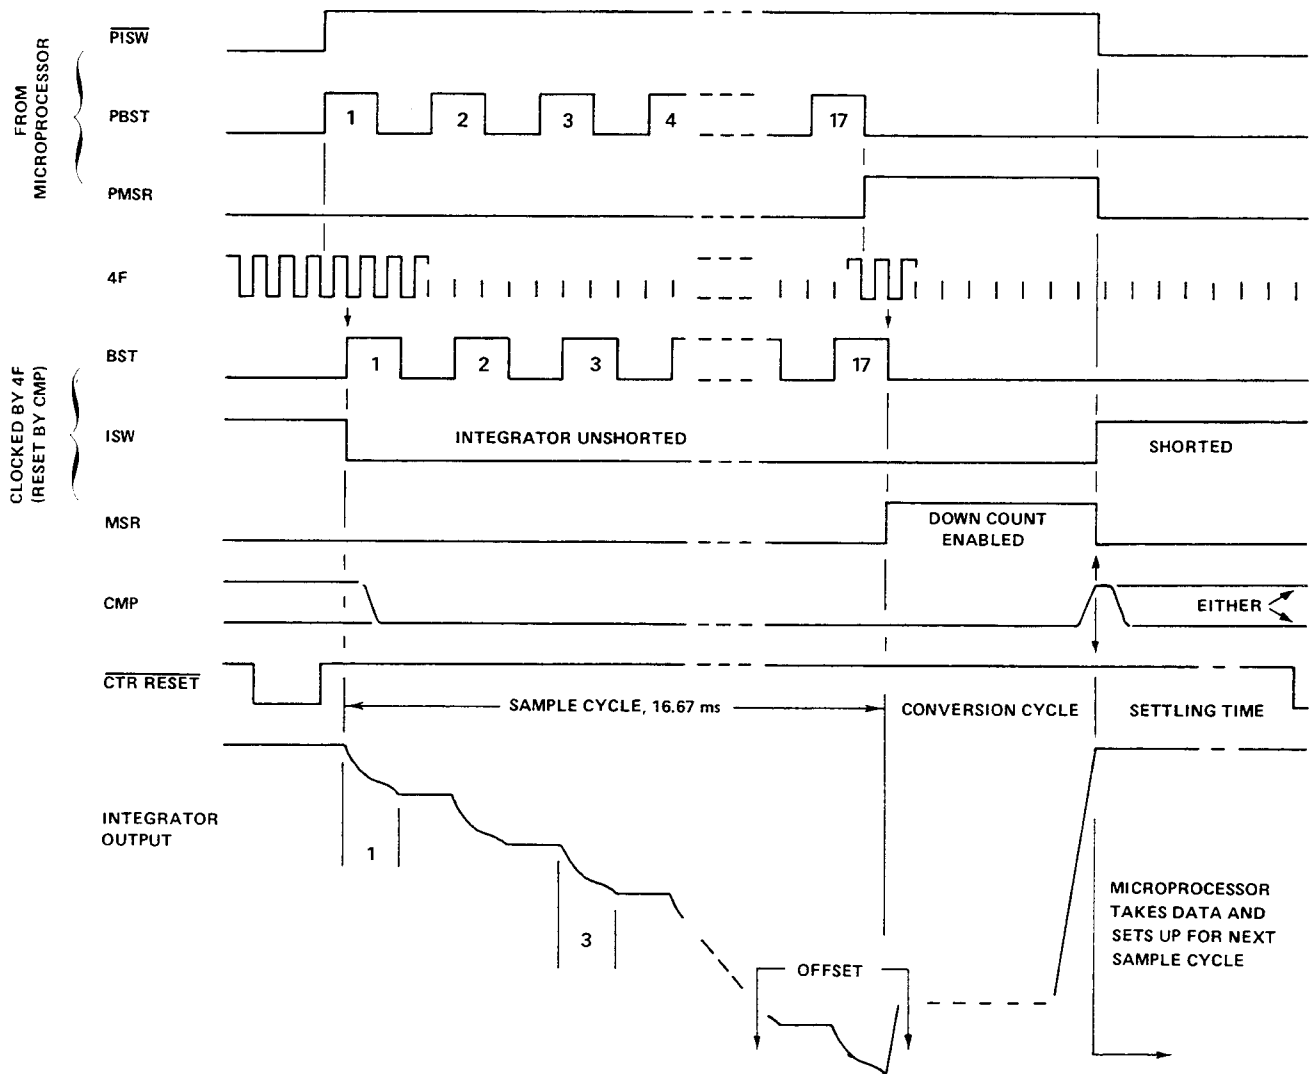 FROM
MICROPROCESSOR
PISW
PBST
1
2
3
4
17
PMSR
4F
CLOCKED BY 4F
(RESET BY CMP)
BST
1
2
3
17
ISW
INTEGRATOR UNSHORTED
SHORTED
MSR
DOWN COUNT
ENABLED
CMP
EITHER
CTR RESET
SAMPLE CYCLE, 16.67 ms
CONVERSION CYCLE
SETTLING TIME
INTEGRATOR
OUTPUT
1
3
OFFSET
MICROPROCESSOR
TAKES DATA AND
SETS UP FOR NEXT
SAMPLE CYCLE